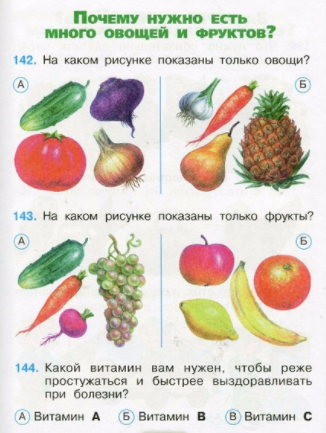 Почему нужно есть
много овощей и фруктов?
142. На каком рисунке показаны только овощи?
А Б
143. На каком рисунке показаны только фрукты?
А Б
144. Какой витамин вам нужен, чтобы реже
простужаться и быстрее выздоравливать
при болезни?
А Витамин А Б Витамин В В Витамин С